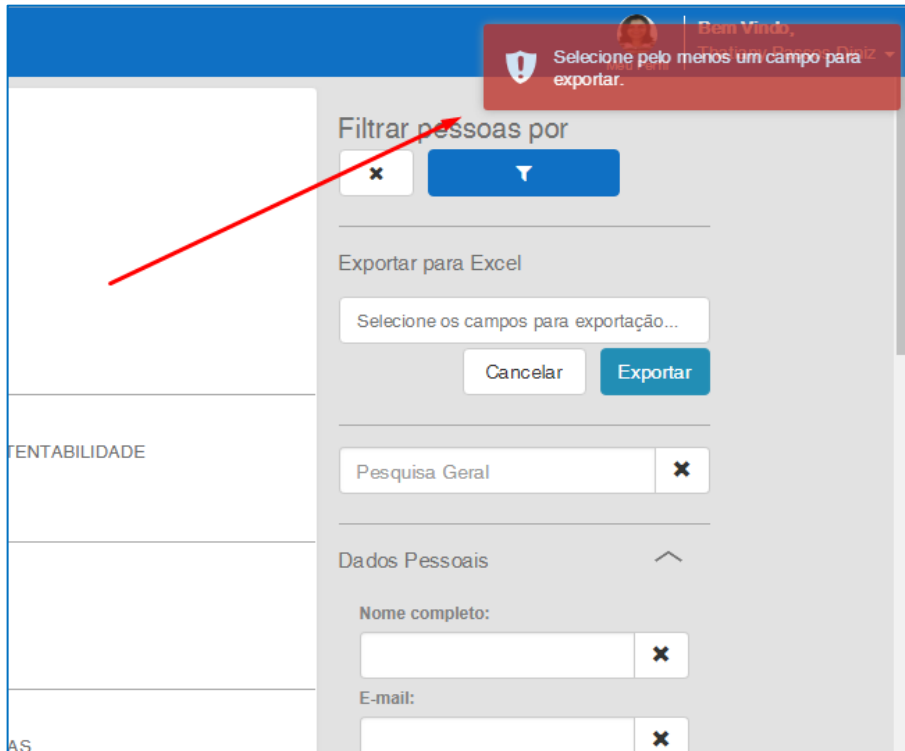 Bem Vindo,
Selecione pelo menos um campo para
exportar.
Filtrar pessoas por
Exportar para Excel
Selecione os campos para exportação...
Cancelar
Exportar
TENTABILIDADE
Pesquisa Geral
Dados Pessoais
Nome completo:
E-mail:
AS